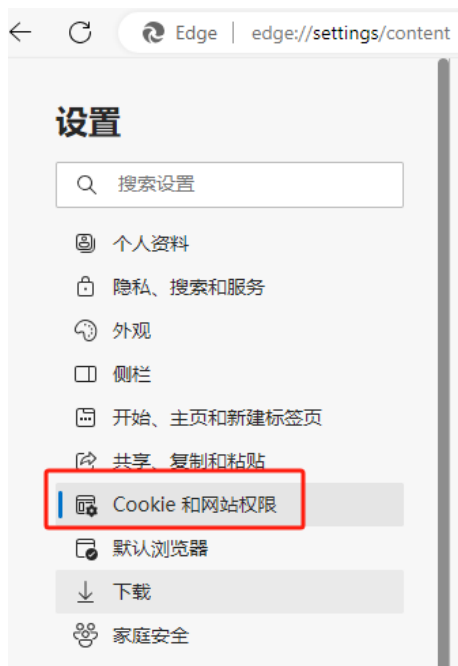 Edge | edge://settings/content
设置
搜索设置
个人资料
隐私、搜索和服务
外观
侧栏
开始、主页和新建标签页
共享、复制和粘贴
Cookie 和网站权限
默认浏览器
下载
家庭安全